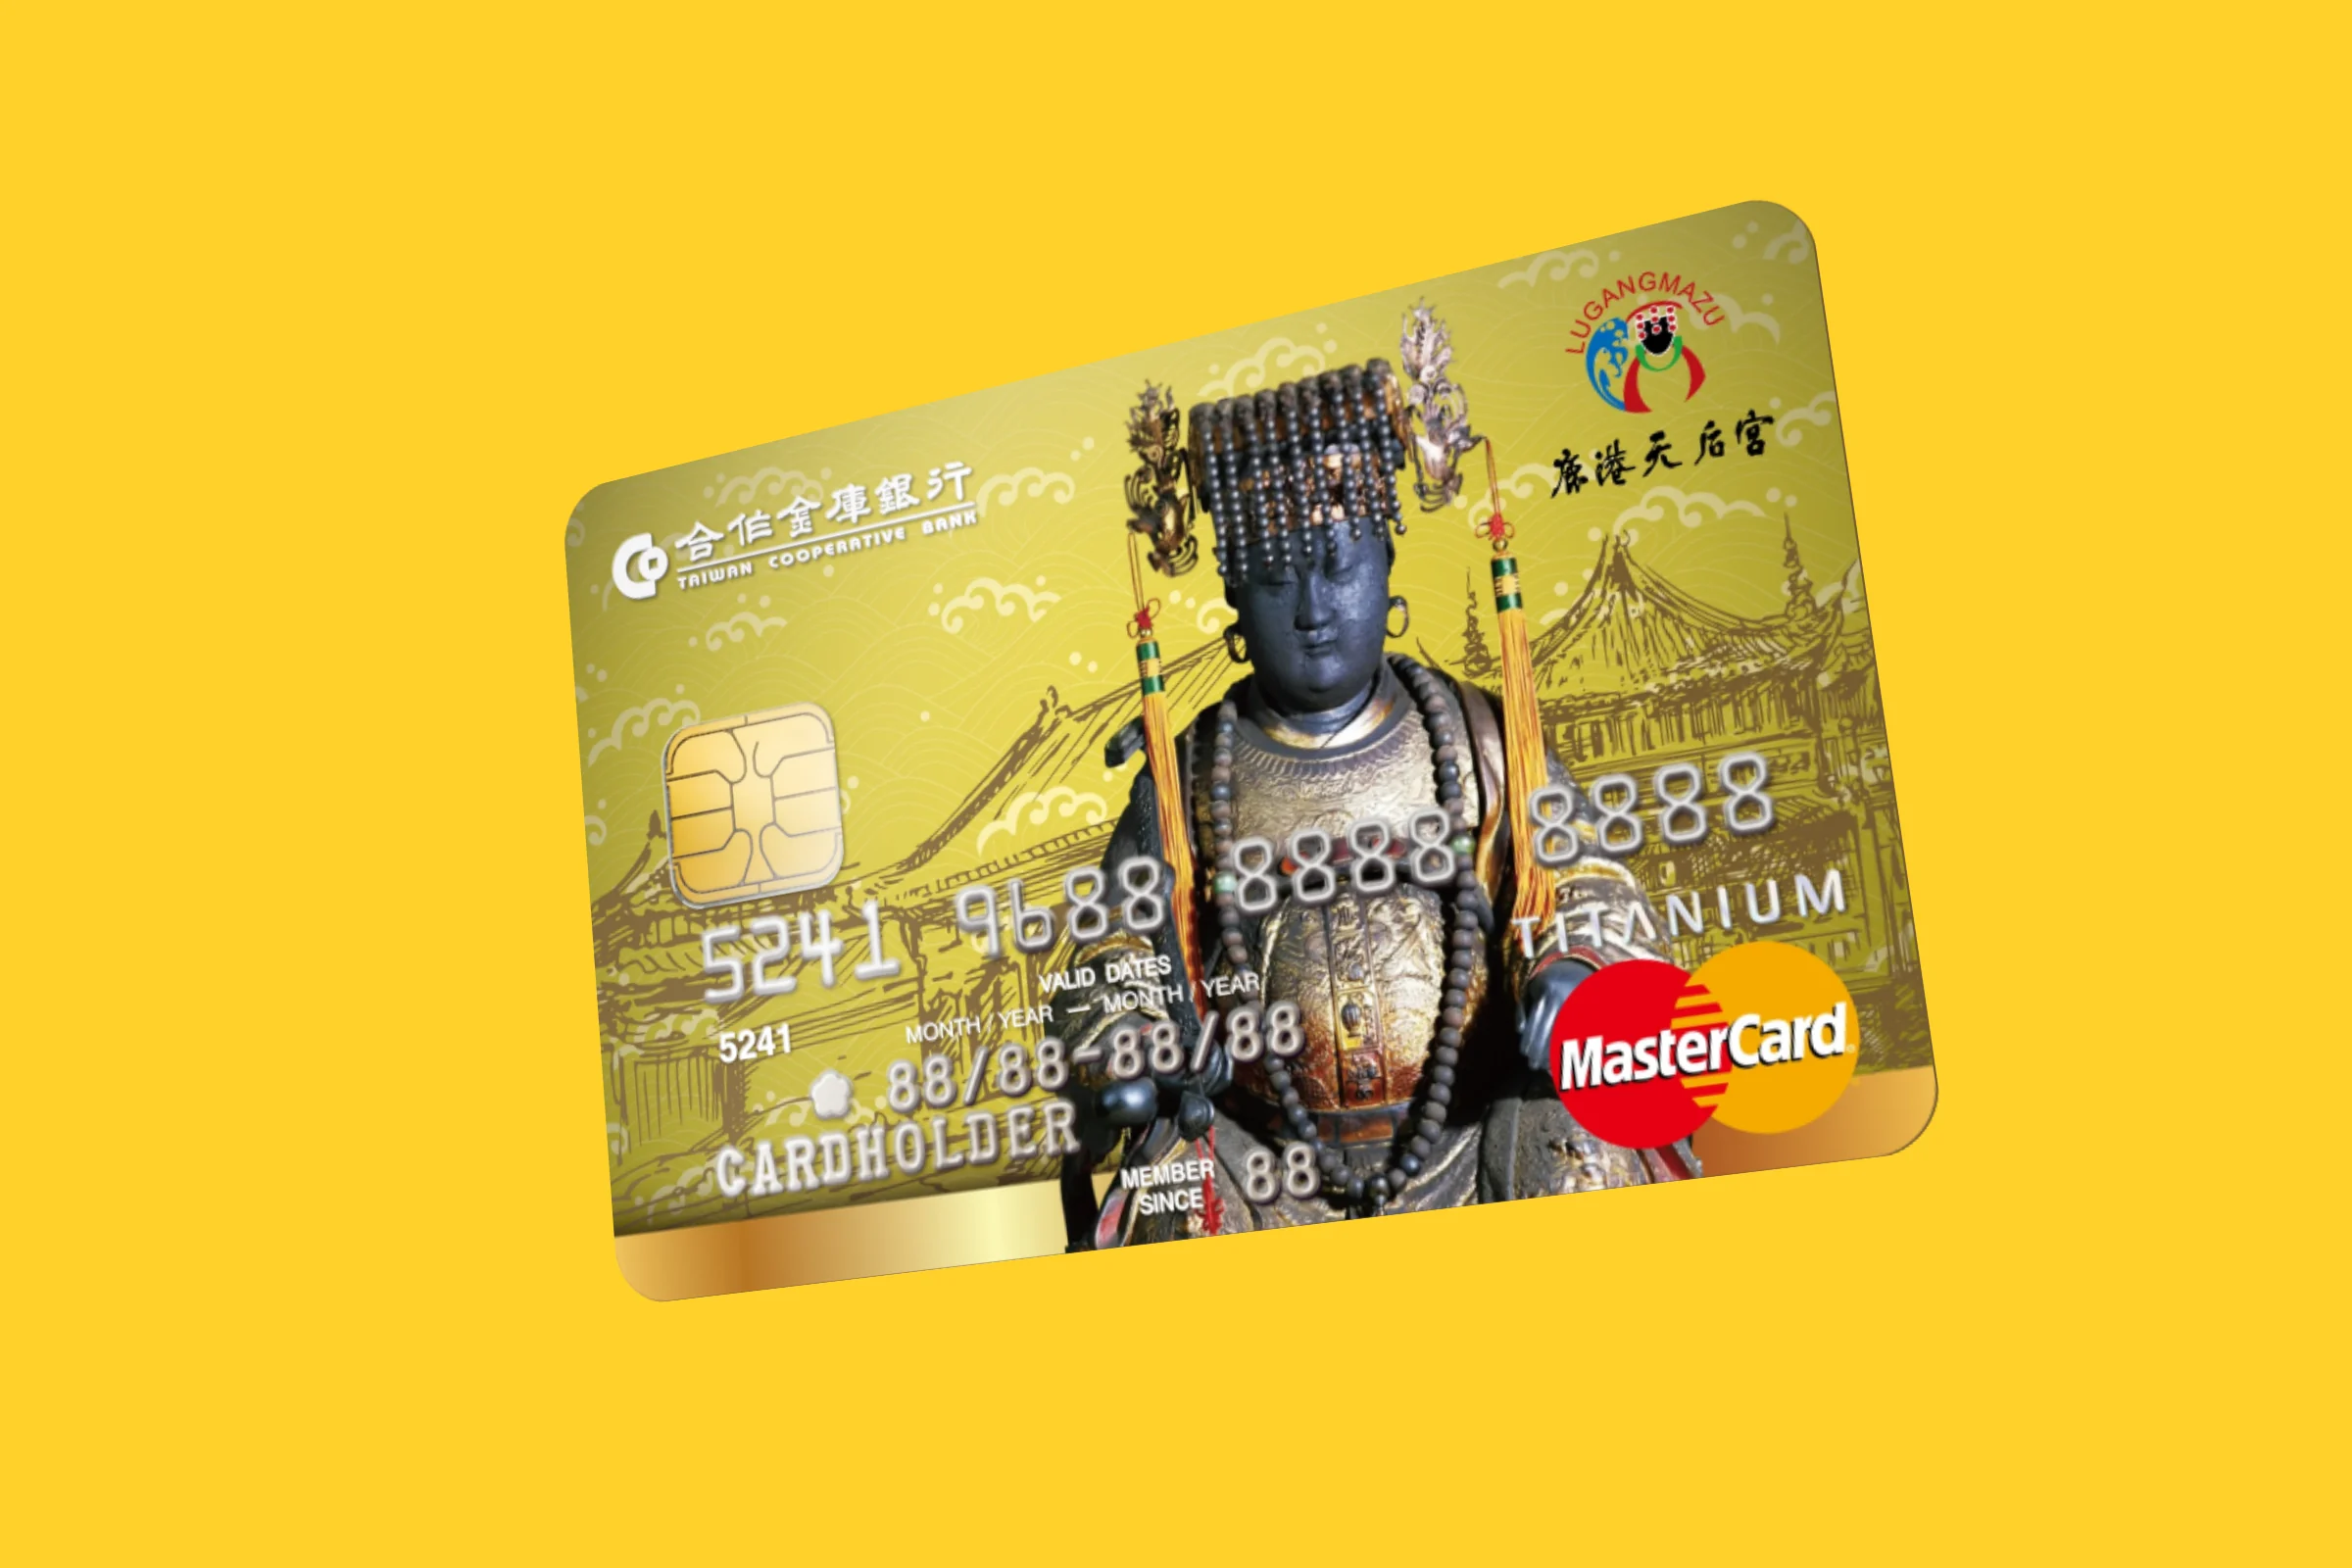 LUGANGMAZU
鹿港天后宮
合作金庫銀行
TAIWAN COOPERATIVE BANK
5241 9688 8888 8888
TITANIUM
VALID DATES
MONTH/YEAR — MONTH/YEAR
5241
88/88-88/88
MasterCard
CARDHOLDER
MEMBER SINCE 88